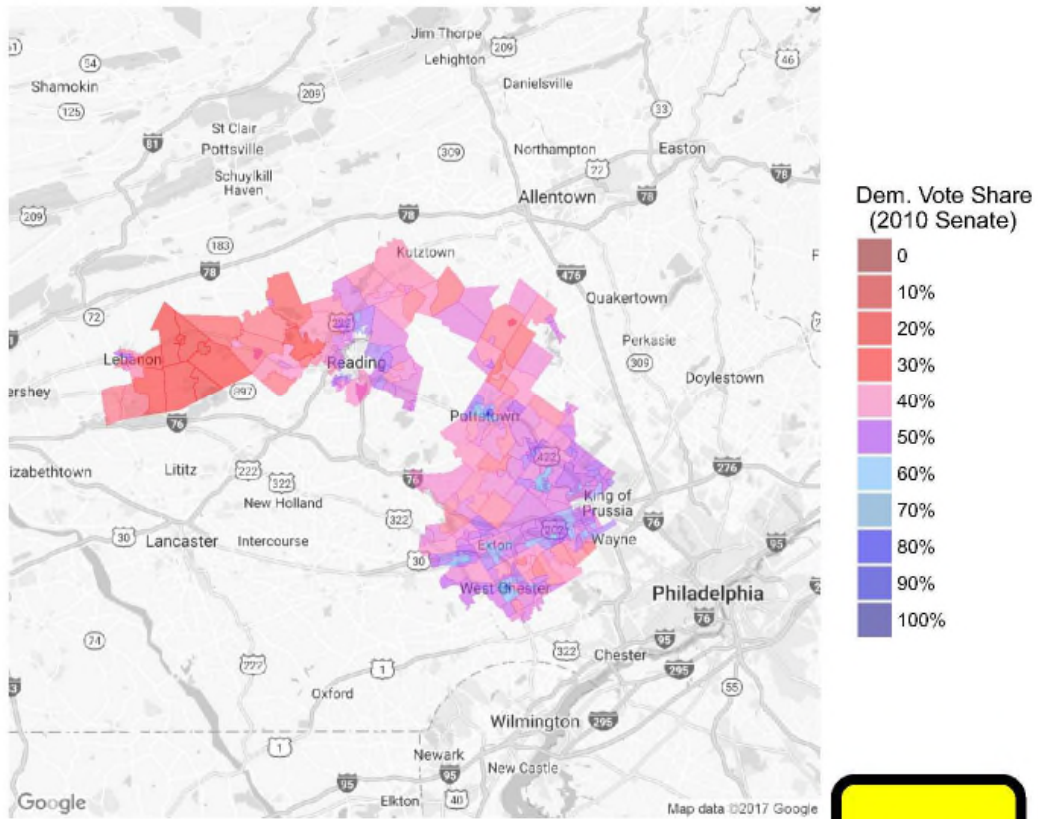 Jim Thorpe
209
Lehighton
54
46
Shamokin
Danielsville
209
125
33
St Clair
81
Pottsville
309
Northampton
Easton
22
Schuylkill
Haven
78
Allentown
78
209
78
183
Kutztown
78
476
Quakertown
72
Perkasie
Lebanon
Reading
309
Doylestown
ershey
897
76
Pottstown
422
izabethtown
Lititz
222
322
76
276
New Holland
King of
Prussia
322
76
30
Lancaster
Intercourse
30
Exton
202
Wayne
95
West Chester
Philadelphia
76
74
322
95
Chester
222
1
295
Oxford
55
Wilmington
295
1
Newark
95
95
New Castle
Elkton
40
Google
Map data ©2017 Google
Dem. Vote Share
(2010 Senate)
0
10%
20%
30%
40%
50%
60%
70%
80%
90%
100%